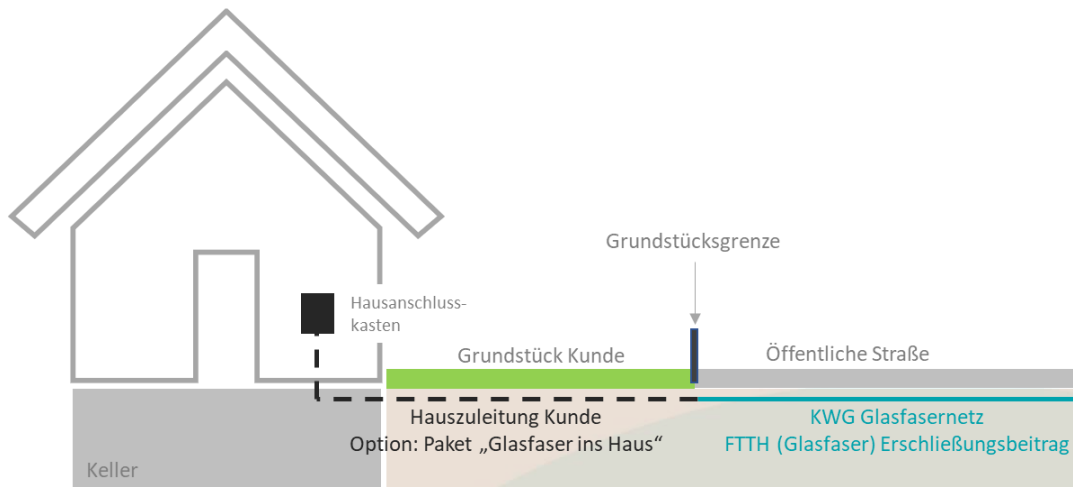 Grundstücksgrenze
Hausanschluss-
kasten
Grundstück Kunde
Öffentliche Straße
Hauszuleitung Kunde
Option: Paket „Glasfaser ins Haus“
KWG Glasfasernetz
FTTH (Glasfaser) Erschließungsbeitrag
Keller